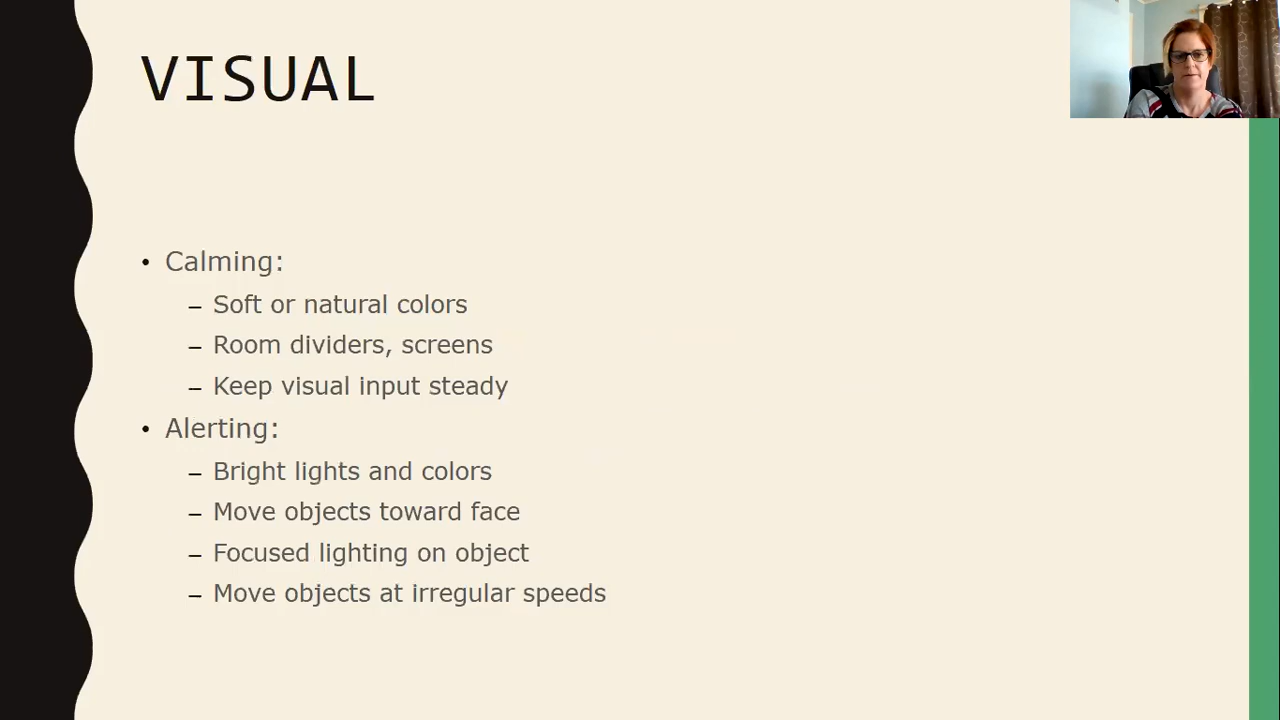 VISUAL
• Calming:
– Soft or natural colors
– Room dividers, screens
– Keep visual input steady
• Alerting:
– Bright lights and colors
– Move objects toward face
– Focused lighting on object
– Move objects at irregular speeds